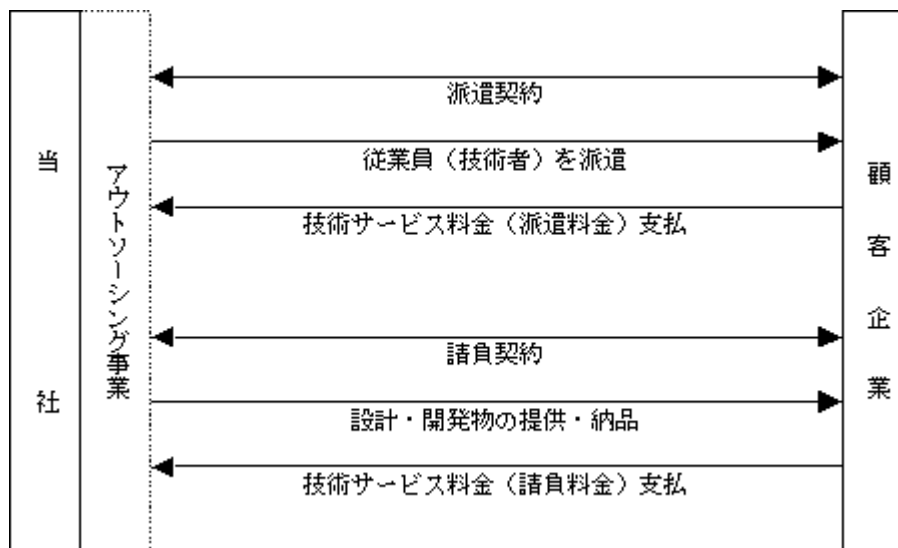 当社
アウトソーシング事業
派遣契約
従業員（技術者）を派遣
技術サービス料金（派遣料金）支払
請負契約
設計・開発物の提供・納品
技術サービス料金（請負料金）支払
顧客企業